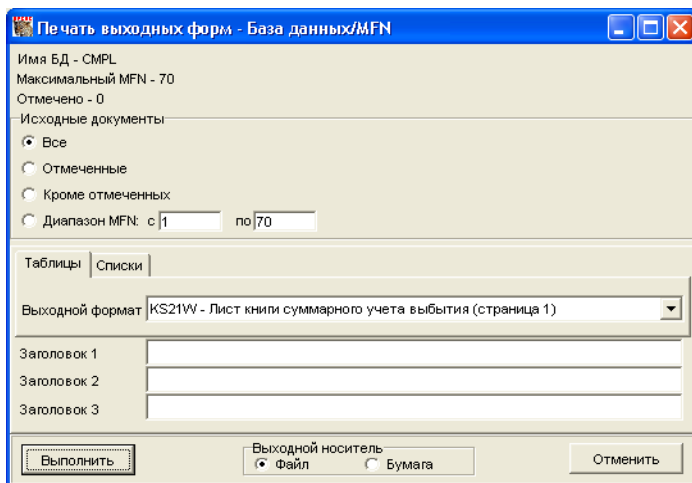 Печать выходных форм - База данных/MFN
Имя БД - CMPL
Максимальный MFN - 70
Отмечено - 0
Исходные документы
Все
Отмеченные
Кроме отмеченных
Диапазон MFN: с 1 по 70
Таблицы Списки
Выходной формат KS21W - Лист книги суммарного учета выбытия (страница 1)
Заголовок 1
Заголовок 2
Заголовок 3
Выходной носитель
Выполнить Файл Бумага Отменить